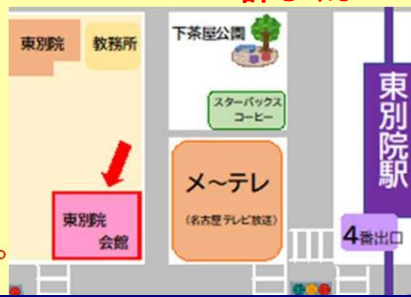 東別院
教務所
下茶屋公園
スターバックス
コーヒー
東別院駅
メ～テレ
(名古屋テレビ放送)
東別院
会館
4番出口
。